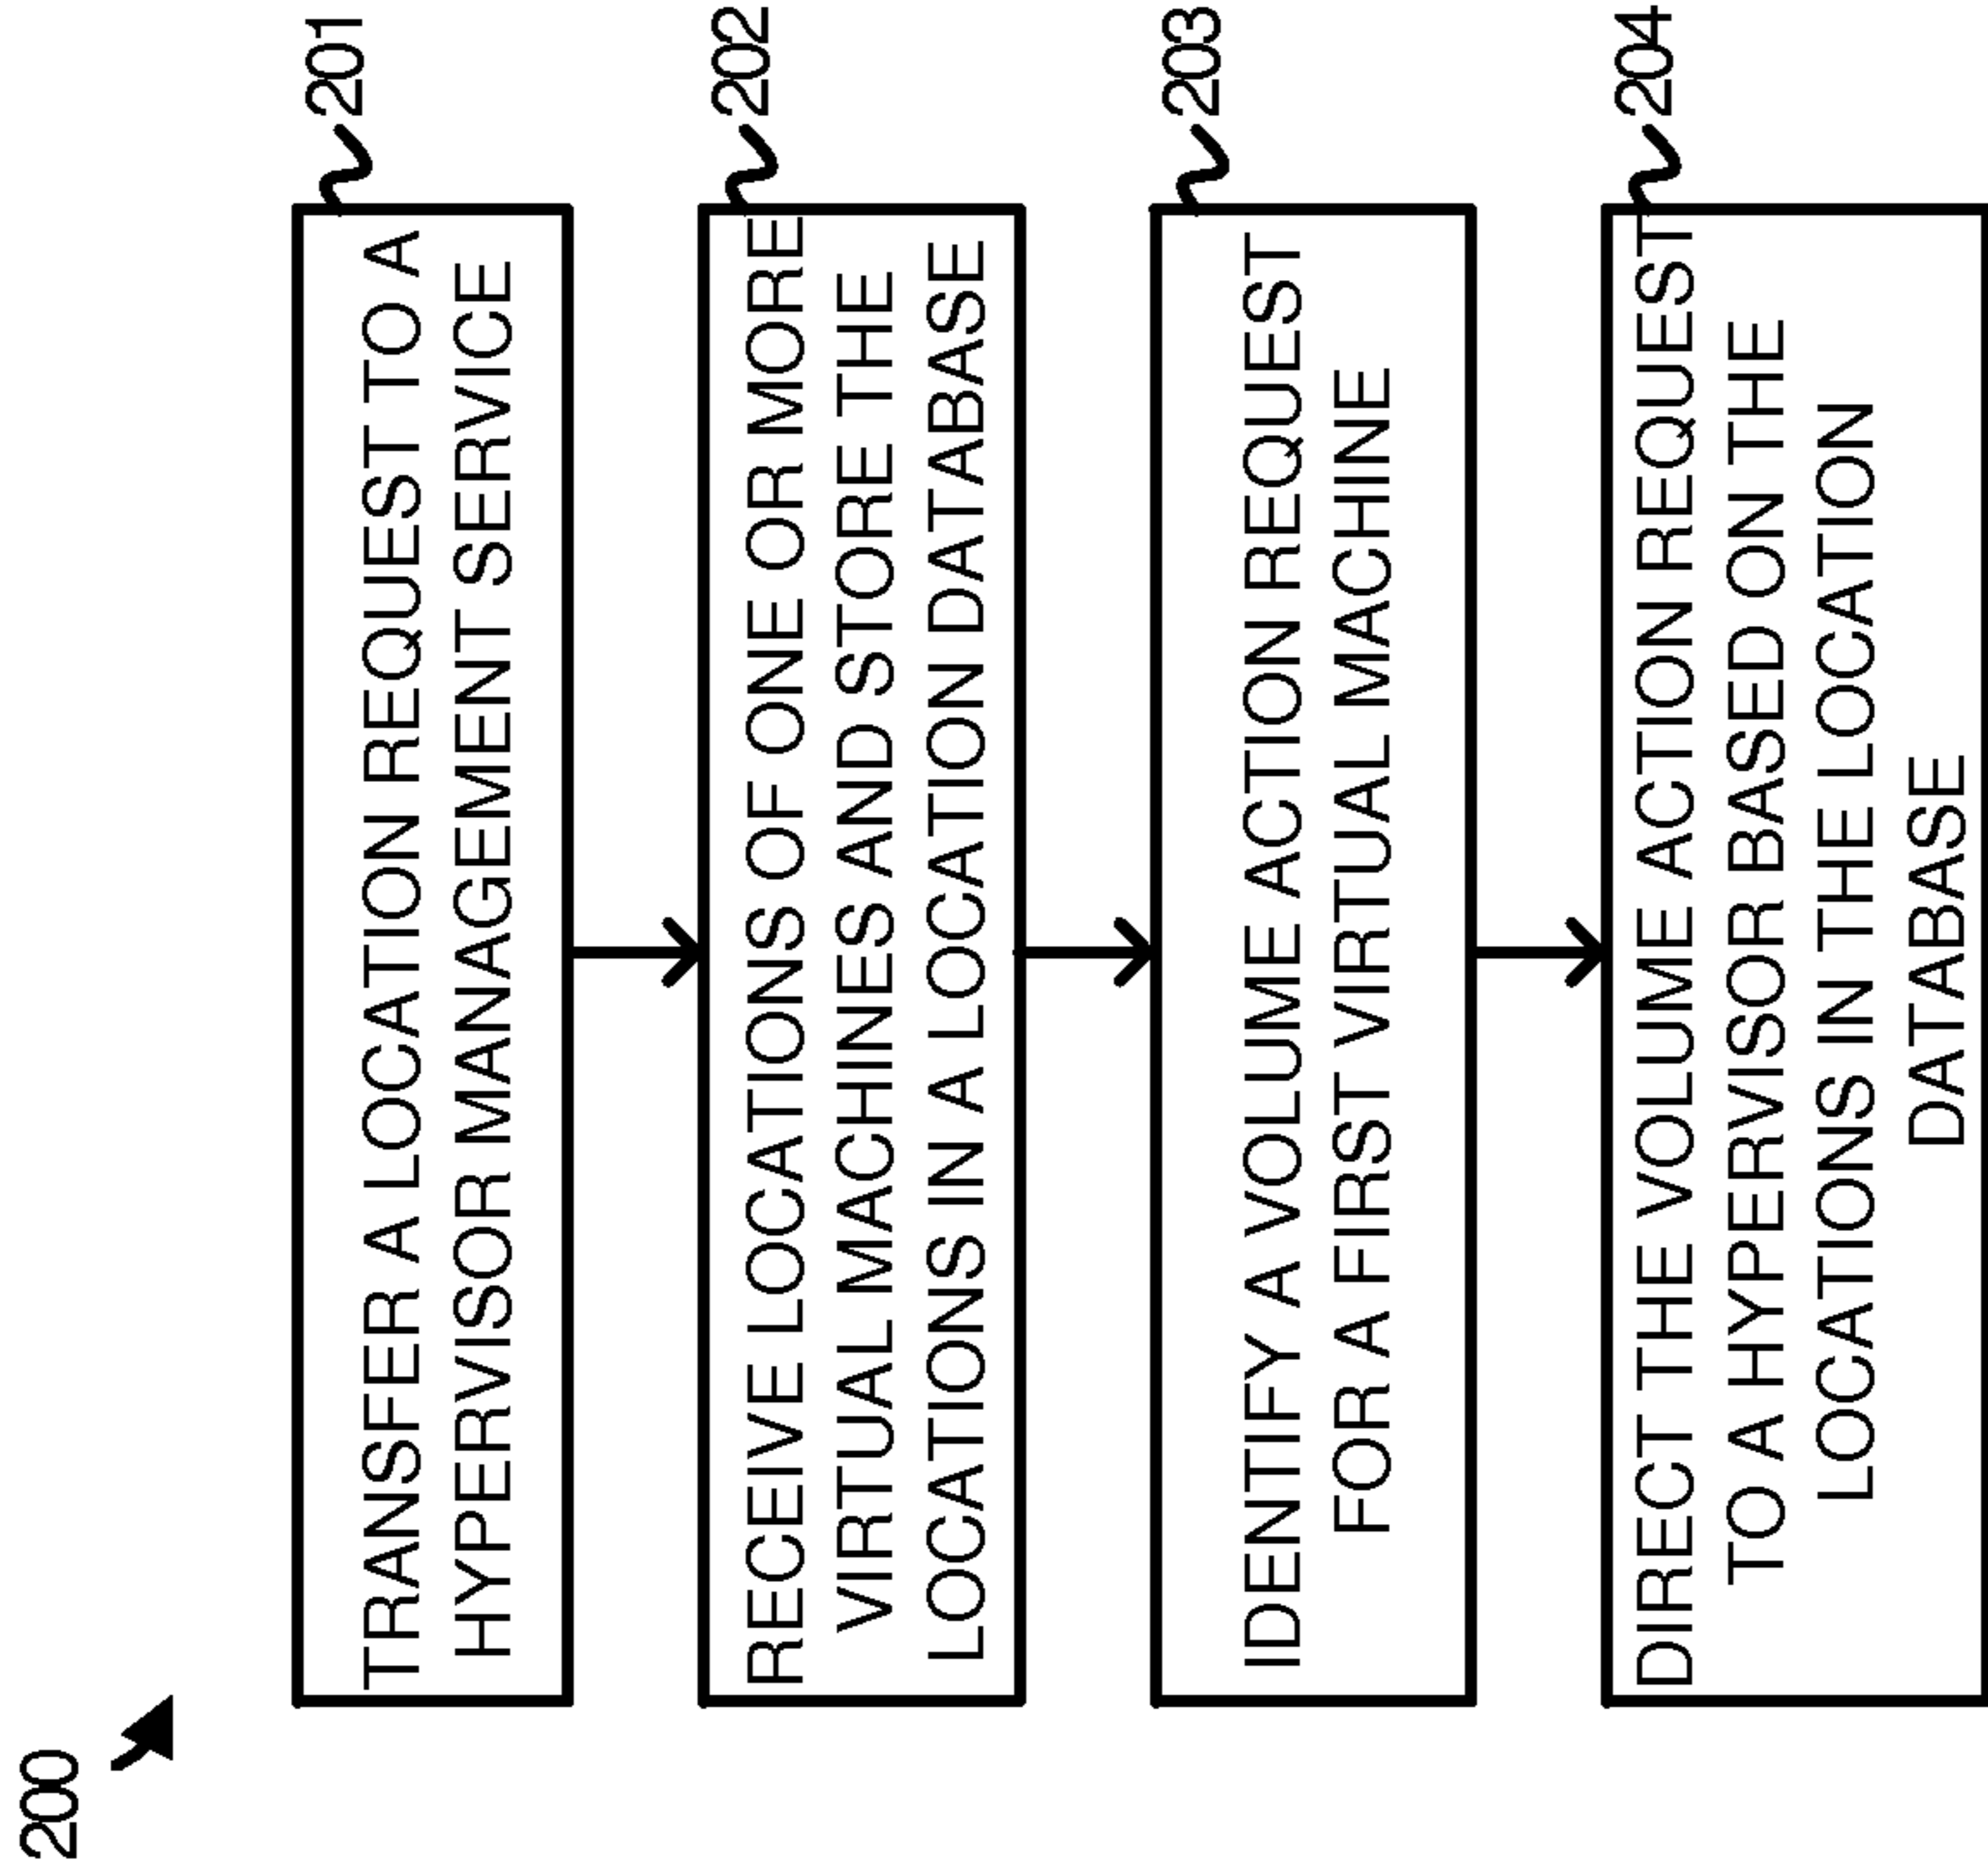 200
TRANSFER A LOCATION REQUEST TO A
HYPERVISOR MANAGEMENT SERVICE
201
RECEIVE LOCATIONS OF ONE OR MORE
VIRTUAL MACHINES AND STORE THE
LOCATIONS IN A LOCATION DATABASE
202
IDENTIFY A VOLUME ACTION REQUEST
FOR A FIRST VIRTUAL MACHINE
203
DIRECT THE VOLUME ACTION REQUEST
TO A HYPERVISOR BASED ON THE
LOCATIONS IN THE LOCATION
DATABASE
204